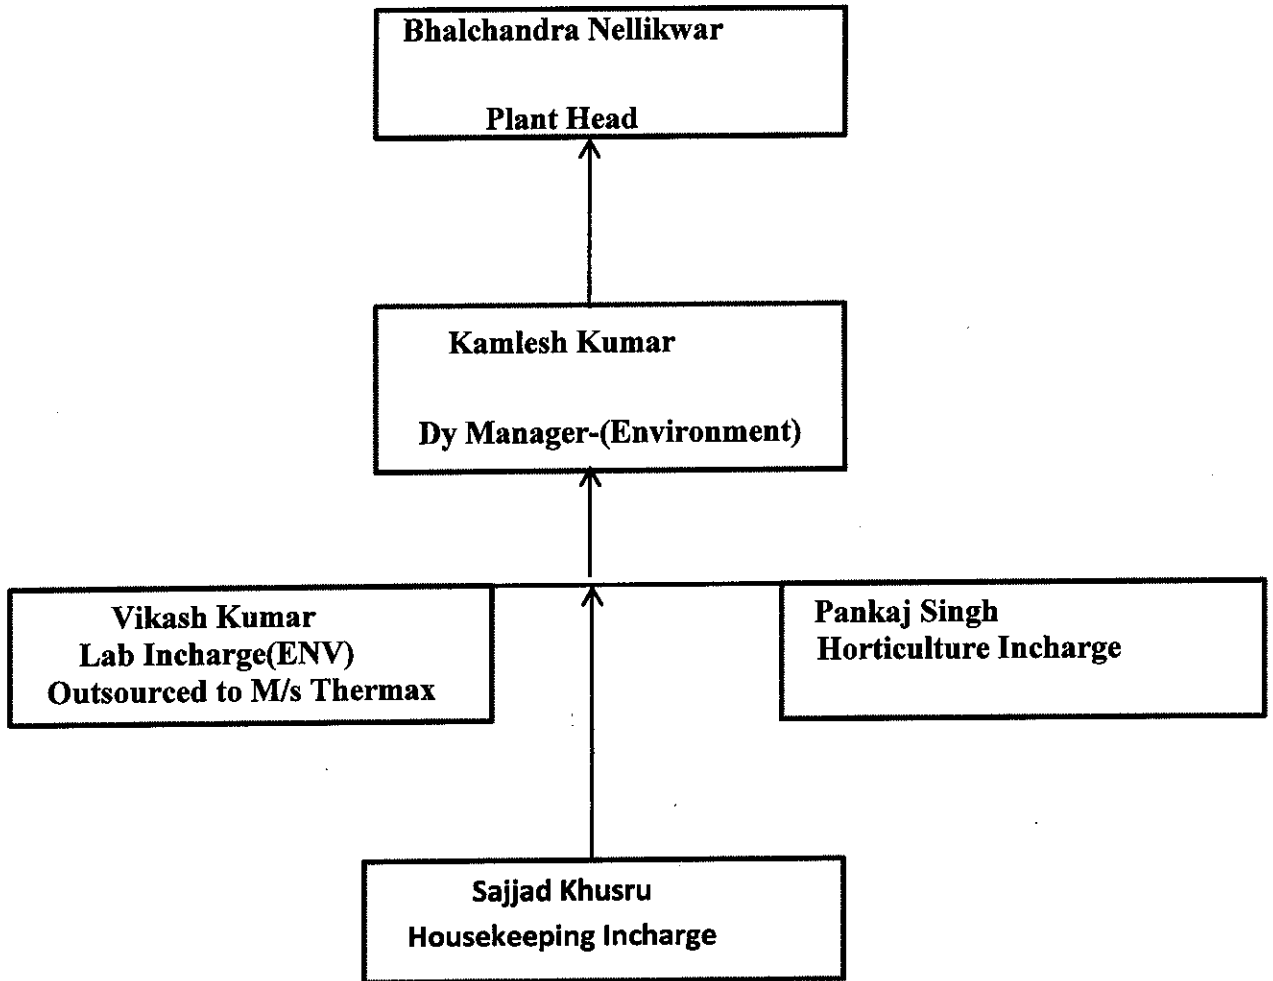 Bhalchandra Nellikwar
Plant Head
Kamlesh Kumar
Dy Manager-(Environment)
Vikash Kumar
Lab Incharge(ENV)
Outsourced to M/s Thermax
Pankaj Singh
Horticulture Incharge
Sajjad Khusru
Housekeeping Incharge